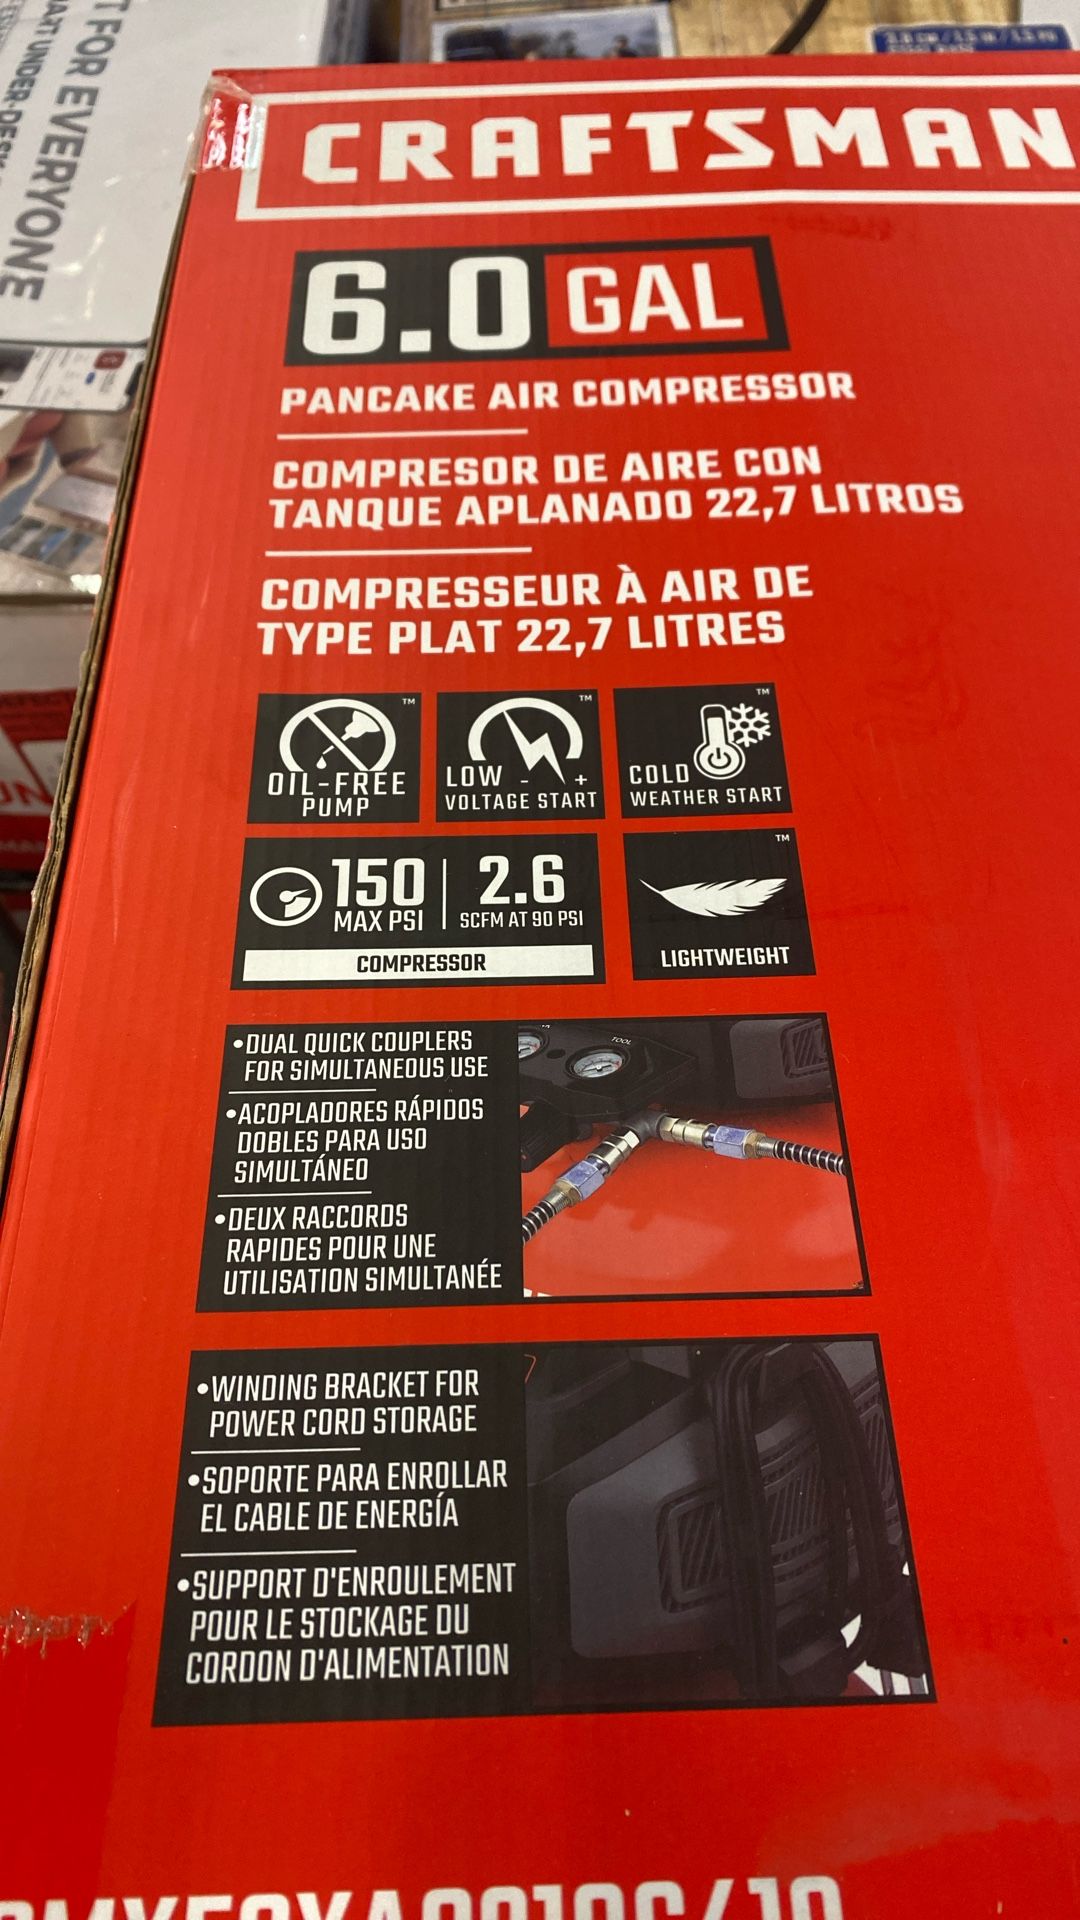 T FOR EVERYONE
CRAFTSMAN
6.0 GAL
PANCAKE AIR COMPRESSOR
COMPRESOR DE AIRE CON
TANQUE APLANADO 22,7 LITROS
COMPRESSEUR À AIR DE
TYPE PLAT 22,7 LITRES
OIL-FREE
PUMP
™
LOW - +
VOLTAGE START
™
COLD
WEATHER START
™
150
MAX PSI
2.6
SCFM AT 90 PSI
COMPRESSOR
™
LIGHTWEIGHT
•DUAL QUICK COUPLERS
FOR SIMULTANEOUS USE
•ACOPLADORES RÁPIDOS
DOBLES PARA USO
SIMULTÁNEO
•DEUX RACCORDS
RAPIDES POUR UNE
UTILISATION SIMULTANÉE
TOOL
•WINDING BRACKET FOR
POWER CORD STORAGE
•SOPORTE PARA ENROLLAR
EL CABLE DE ENERGÍA
•SUPPORT D'ENROULEMENT
POUR LE STOCKAGE DU
CORDON D'ALIMENTATION